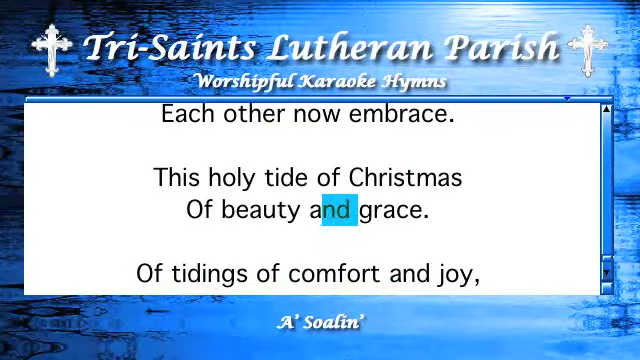 Tri-Saints Lutheran Parish
Worshipful Karaoke Hymns
Each other now embrace.
This holy tide of Christmas
Of beauty and grace.
Of tidings of comfort and joy,
A' Soalin'